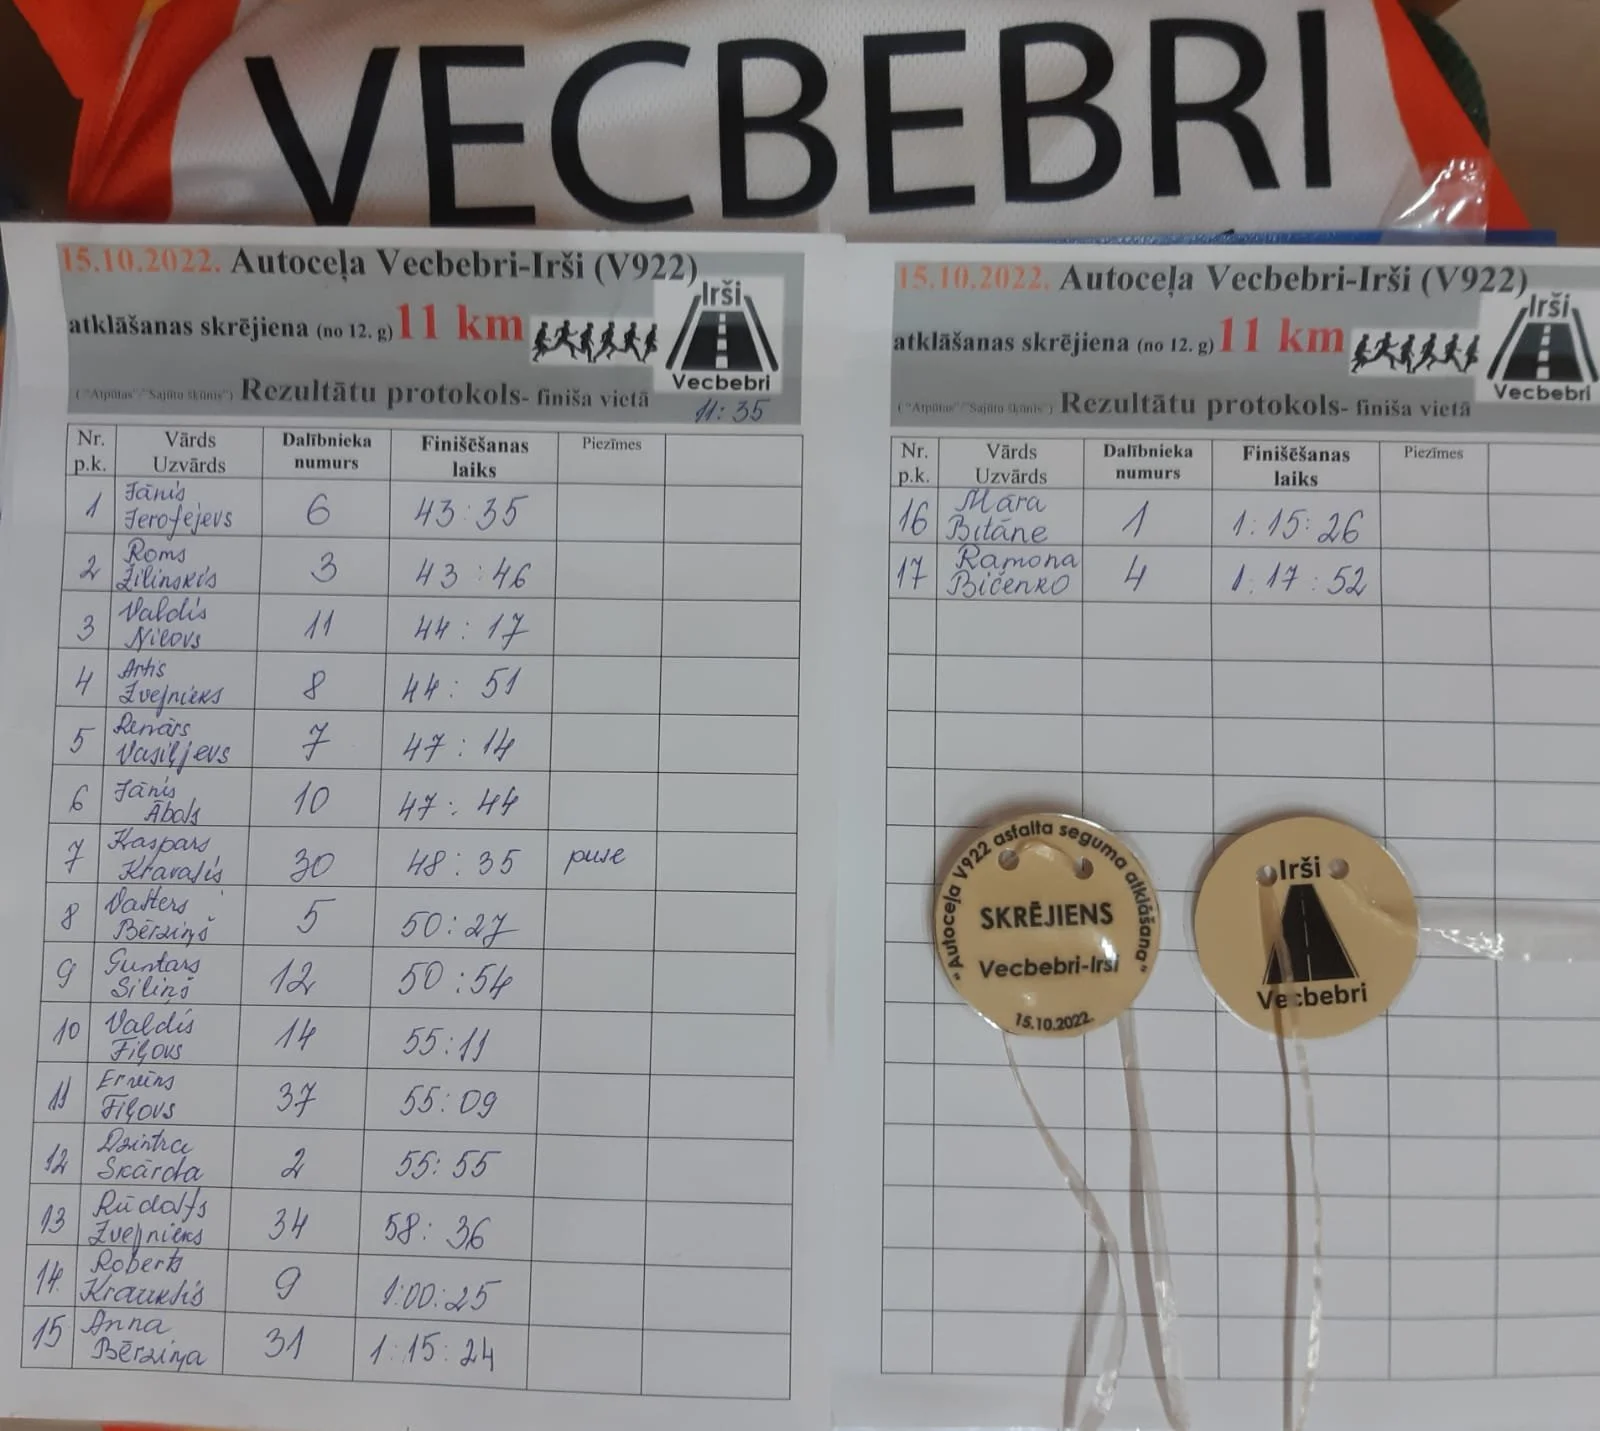 VECBEBRI
15.10.2022. Autoceļa Vecbebri-Irši (V922)
atklāšanas skrējiena (no 12. g) 11 km
Irši
Vecbebri
("Atpūtas"/"Sajūtu šķūnis") Rezultātu protokols- finiša vietā
11:35
Nr. p.k. Vārds Uzvārds Dalībnieka numurs Finišēšanas laiks Piezīmes
1 Jānis Jerofejevs 6 43:35
2 Roms Žilinskis 3 43:46
3 Valdis Ņilovs 11 44:17
4 Artis Zvejnieks 8 44:51
5 Renārs Vasiļjevs 7 47:14
6 Jānis Ābols 10 47:44
7 Kaspars Kravalis 30 48:35 puse
8 Valters Bērziņš 5 50:27
9 Guntars Siliņš 12 50:54
10 Valdis Fiļovs 14 55:11
11 Ervīns Fiļovs 37 55:09
12 Dzintra Skārda 2 55:55
13 Rūdolfs Zvejnieks 34 58:36
14. Roberts Krauklis 9 1:00:25
15 Anna Bērziņa 31 1:15:24
15.10.2022. Autoceļa Vecbebri-Irši (V922)
atklāšanas skrējiena (no 12. g) 11 km
Irši
Vecbebri
("Atpūtas"/"Sajūtu šķūnis") Rezultātu protokols- finiša vietā
Nr. p.k. Vārds Uzvārds Dalībnieka numurs Finišēšanas laiks Piezīmes
16 Māra Bitāne 1 1:15:26
17 Ramona Bičenko 4 1:17:52
"Autoceļa V922 asfalta seguma atklāšana"
SKRĒJIENS
Vecbebri-Irši
15.10.2022.
Irši
Vecbebri